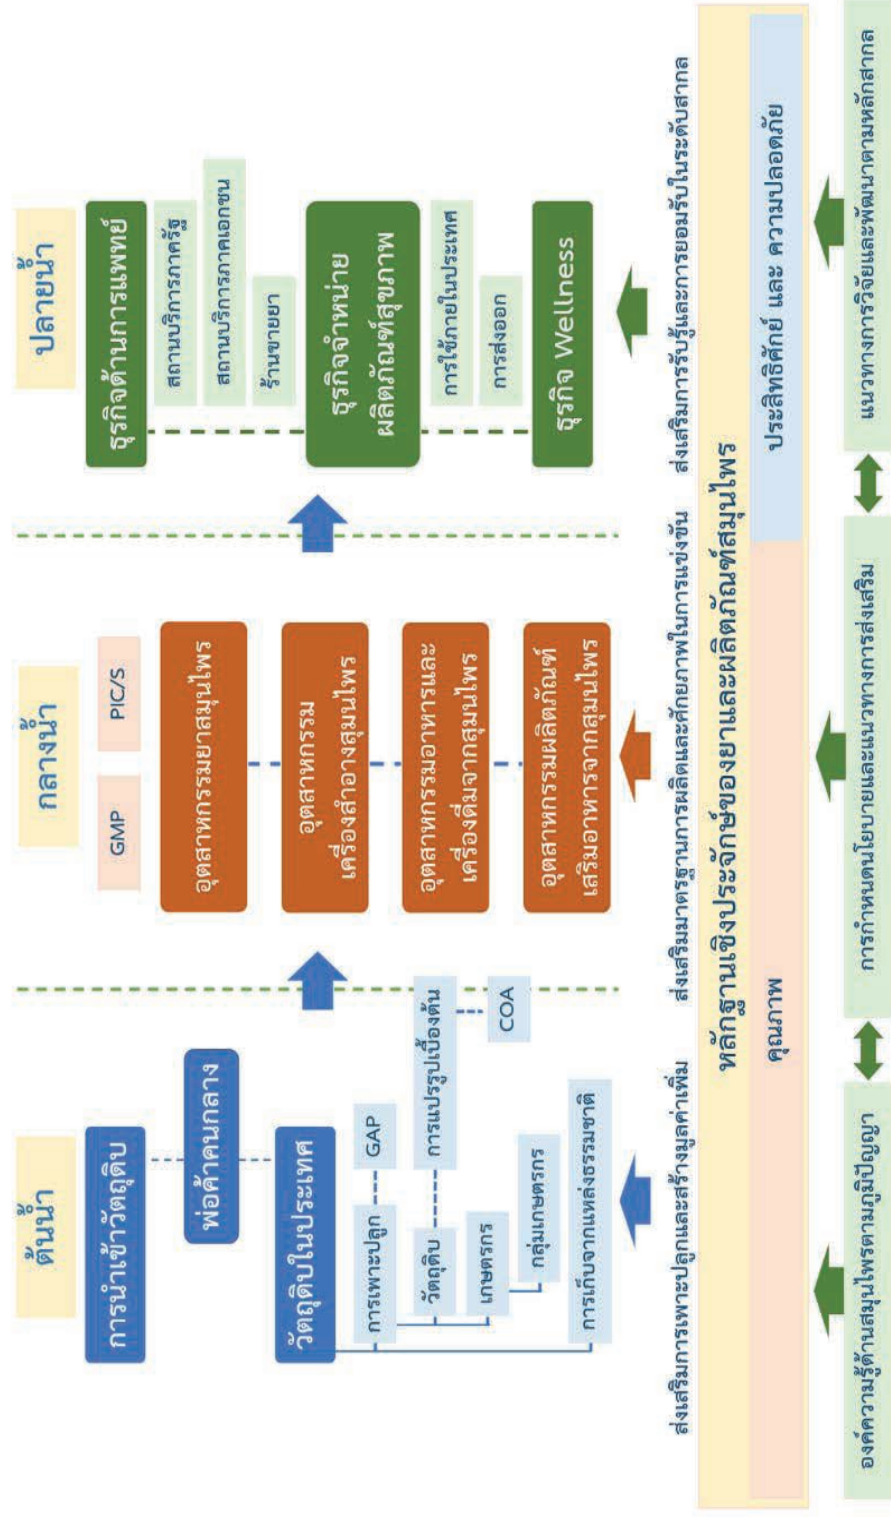 ต้นน้ำ
การนำเข้าวัตถุดิบ
พ่อค้าคนกลาง
วัตถุดิบในประเทศ
การเพาะปลูก
GAP
วัตถุดิบ
การแปรรูปเบื้องต้น
COA
เกษตรกร
กลุ่มเกษตรกร
การเก็บจากแหล่งธรรมชาติ
ส่งเสริมการเพาะปลูกและสร้างมูลค่าเพิ่ม
กลางน้ำ
GMP
PIC/S
อุตสาหกรรมยาสมุนไพร
อุตสาหกรรม
เครื่องสำอางสุมนไพร
อุตสาหกรรมอาหารและ
เครื่องดื่มจากสุมนไพร
อุตสาหกรรมผลิตภัณฑ์
เสริมอาหารจากสุมนไพร
ส่งเสริมมาตรฐานการผลิตและศักยภาพในการแข่งขัน
ปลายน้ำ
ธุรกิจด้านการแพทย์
สถานบริการภาครัฐ
สถานบริการภาคเอกชน
ร้านขายยา
ธุรกิจจำหน่าย
ผลิตภัณฑ์สุขภาพ
การใช้ภายในประเทศ
การส่งออก
ธุรกิจ Wellness
ส่งเสริมการรับรู้และการยอมรับในระดับสากล
หลักฐานเชิงประจักษ์ของยาและผลิตภัณฑ์สมุนไพร
คุณภาพ
ประสิทธิศักย์ และ ความปลอดภัย
องค์ความรู้ด้านสมุนไพรตามภูมิปัญญา
การกำหนดนโยบายและแนวทางการส่งเสริม
แนวทางการวิจัยและพัฒนาตามหลักสากล